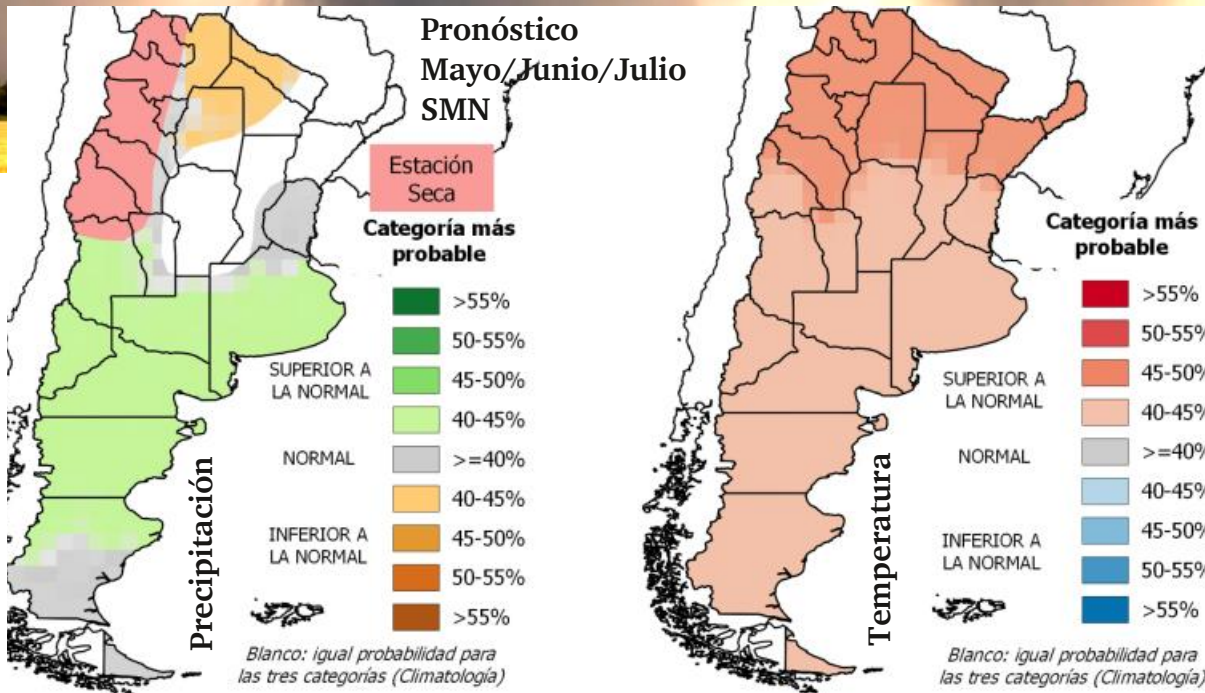 Pronóstico
Mayo/Junio/Julio
SMN
Estación
Seca
Categoría más
probable
>55%
50-55%
45-50%
SUPERIOR A
LA NORMAL
40-45%
NORMAL
>=40%
40-45%
INFERIOR A
LA NORMAL
45-50%
50-55%
>55%
Precipitación
Blanco: igual probabilidad para
las tres categorías (Climatología)
Categoría más
probable
>55%
50-55%
45-50%
SUPERIOR A
LA NORMAL
40-45%
NORMAL
>=40%
40-45%
45-50%
INFERIOR A
LA NORMAL
50-55%
>55%
Temperatura
Blanco: igual probabilidad para
las tres categorías (Climatología)